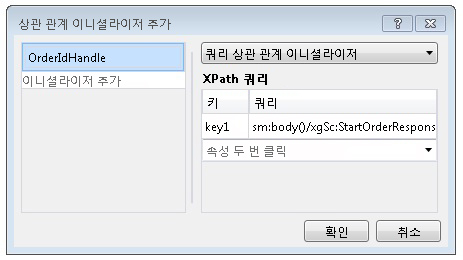 상관 관계 이니셜라이저 추가
OrderIdHandle
이니셜라이저 추가
쿼리 상관 관계 이니셜라이저
XPath 쿼리
키 쿼리
key1 sm:body()/xgSc:StartOrderRespons
속성 두 번 클릭
확인 취소